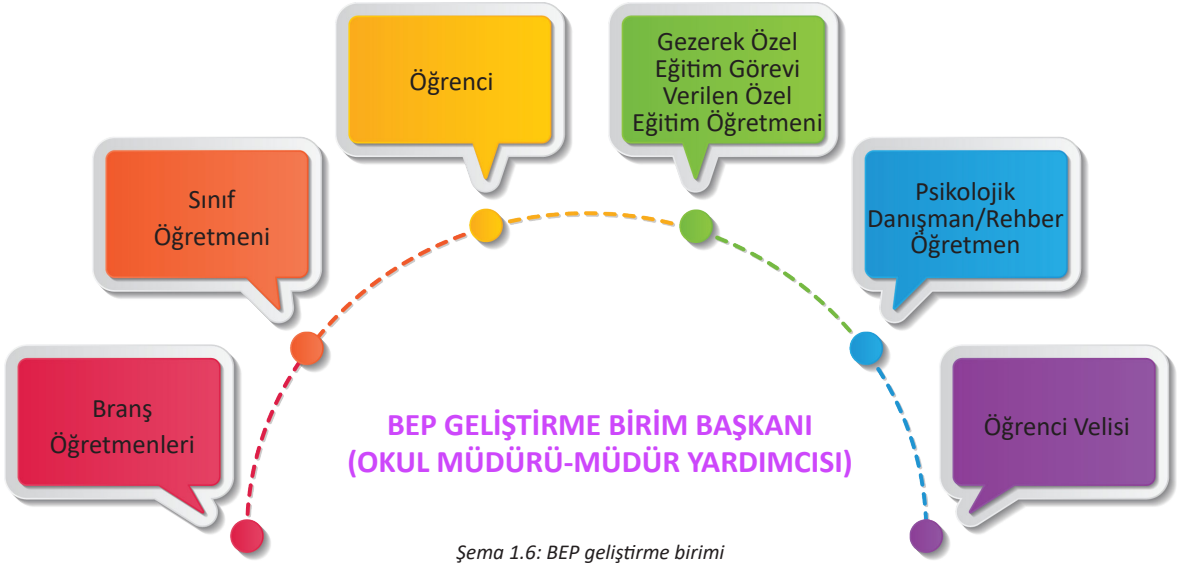 Branş
Öğretmenleri
Sınıf
Öğretmeni
Öğrenci
Gezerek Özel
Eğitim Görevi
Verilen Özel
Eğitim Öğretmeni
Psikolojik
Danışman/Rehber
Öğretmen
Öğrenci Velisi
BEP GELİŞTİRME BİRİM BAŞKANI
(OKUL MÜDÜRÜ-MÜDÜR YARDIMCISI)
Şema 1.6: BEP geliştirme birimi